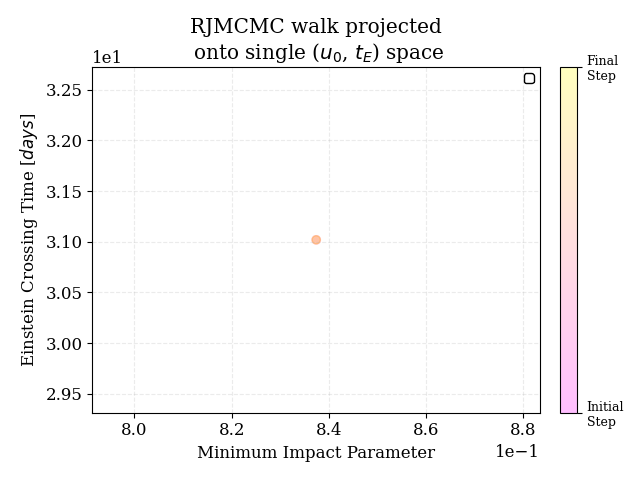 RJMCMC walk projected
onto single (u₀, t_E) space
1e1
3.25
3.20
3.15
3.10
3.05
3.00
2.95
Einstein Crossing Time [days]
8.0 8.2 8.4 8.6 8.8
1e−1
Minimum Impact Parameter
Final
Step
Initial
Step